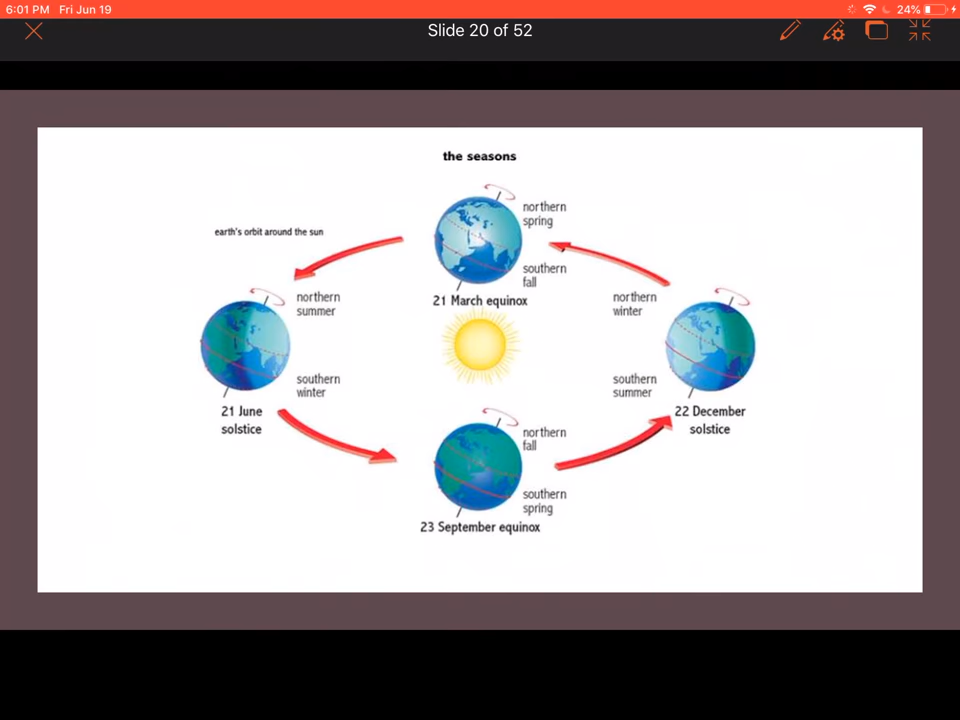 6:01 PM Fri Jun 19
24%
Slide 20 of 52
the seasons
northern
spring
earth's orbit around the sun
southern
fall
21 March equinox
northern
summer
northern
winter
southern
winter
southern
summer
21 June
solstice
22 December
solstice
northern
fall
southern
spring
23 September equinox